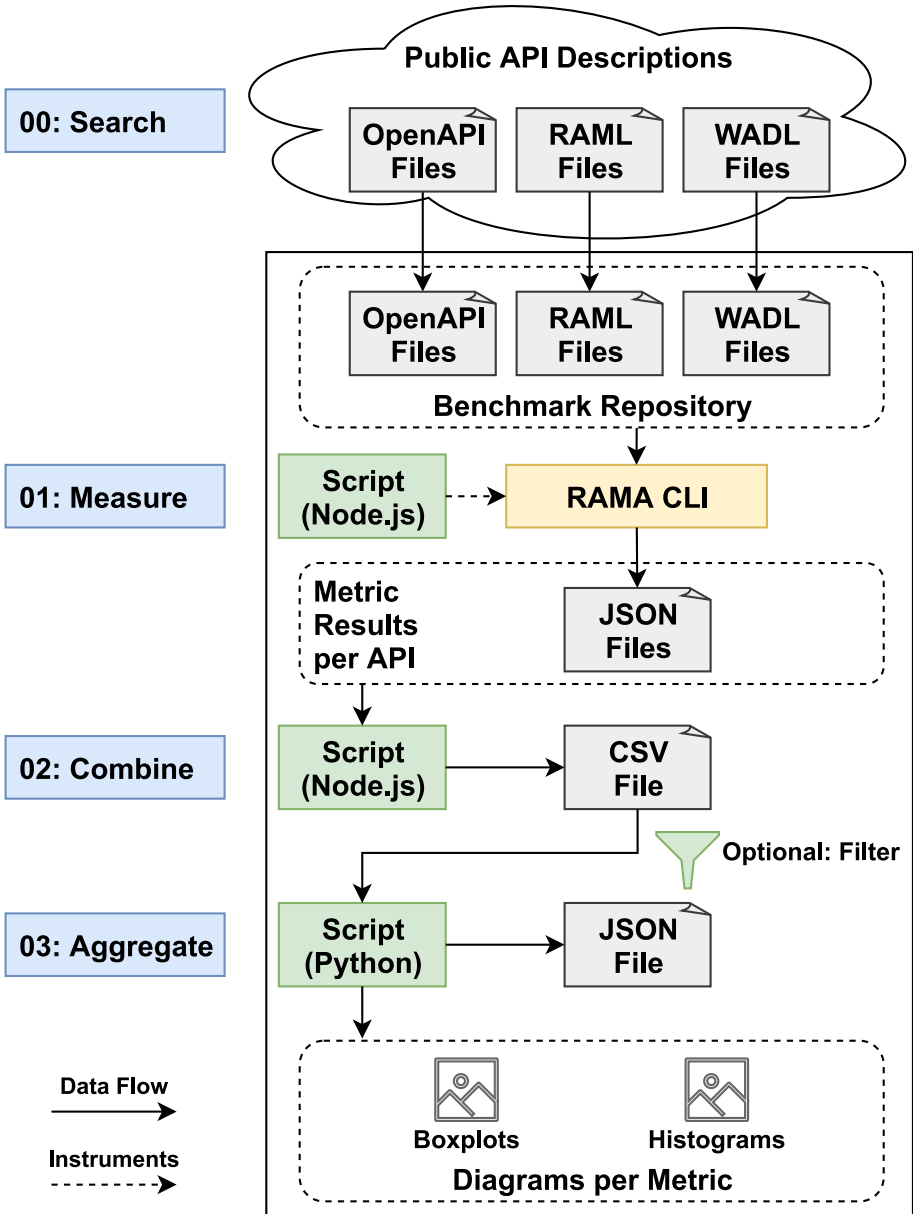 Public API Descriptions
00: Search
OpenAPI
Files
RAML
Files
WADL
Files
OpenAPI
Files
RAML
Files
WADL
Files
Benchmark Repository
01: Measure
Script
(Node.js)
RAMA CLI
Metric
Results
per API
JSON
Files
02: Combine
Script
(Node.js)
CSV
File
Optional: Filter
03: Aggregate
Script
(Python)
JSON
File
Data Flow
Instruments
Boxplots
Histograms
Diagrams per Metric